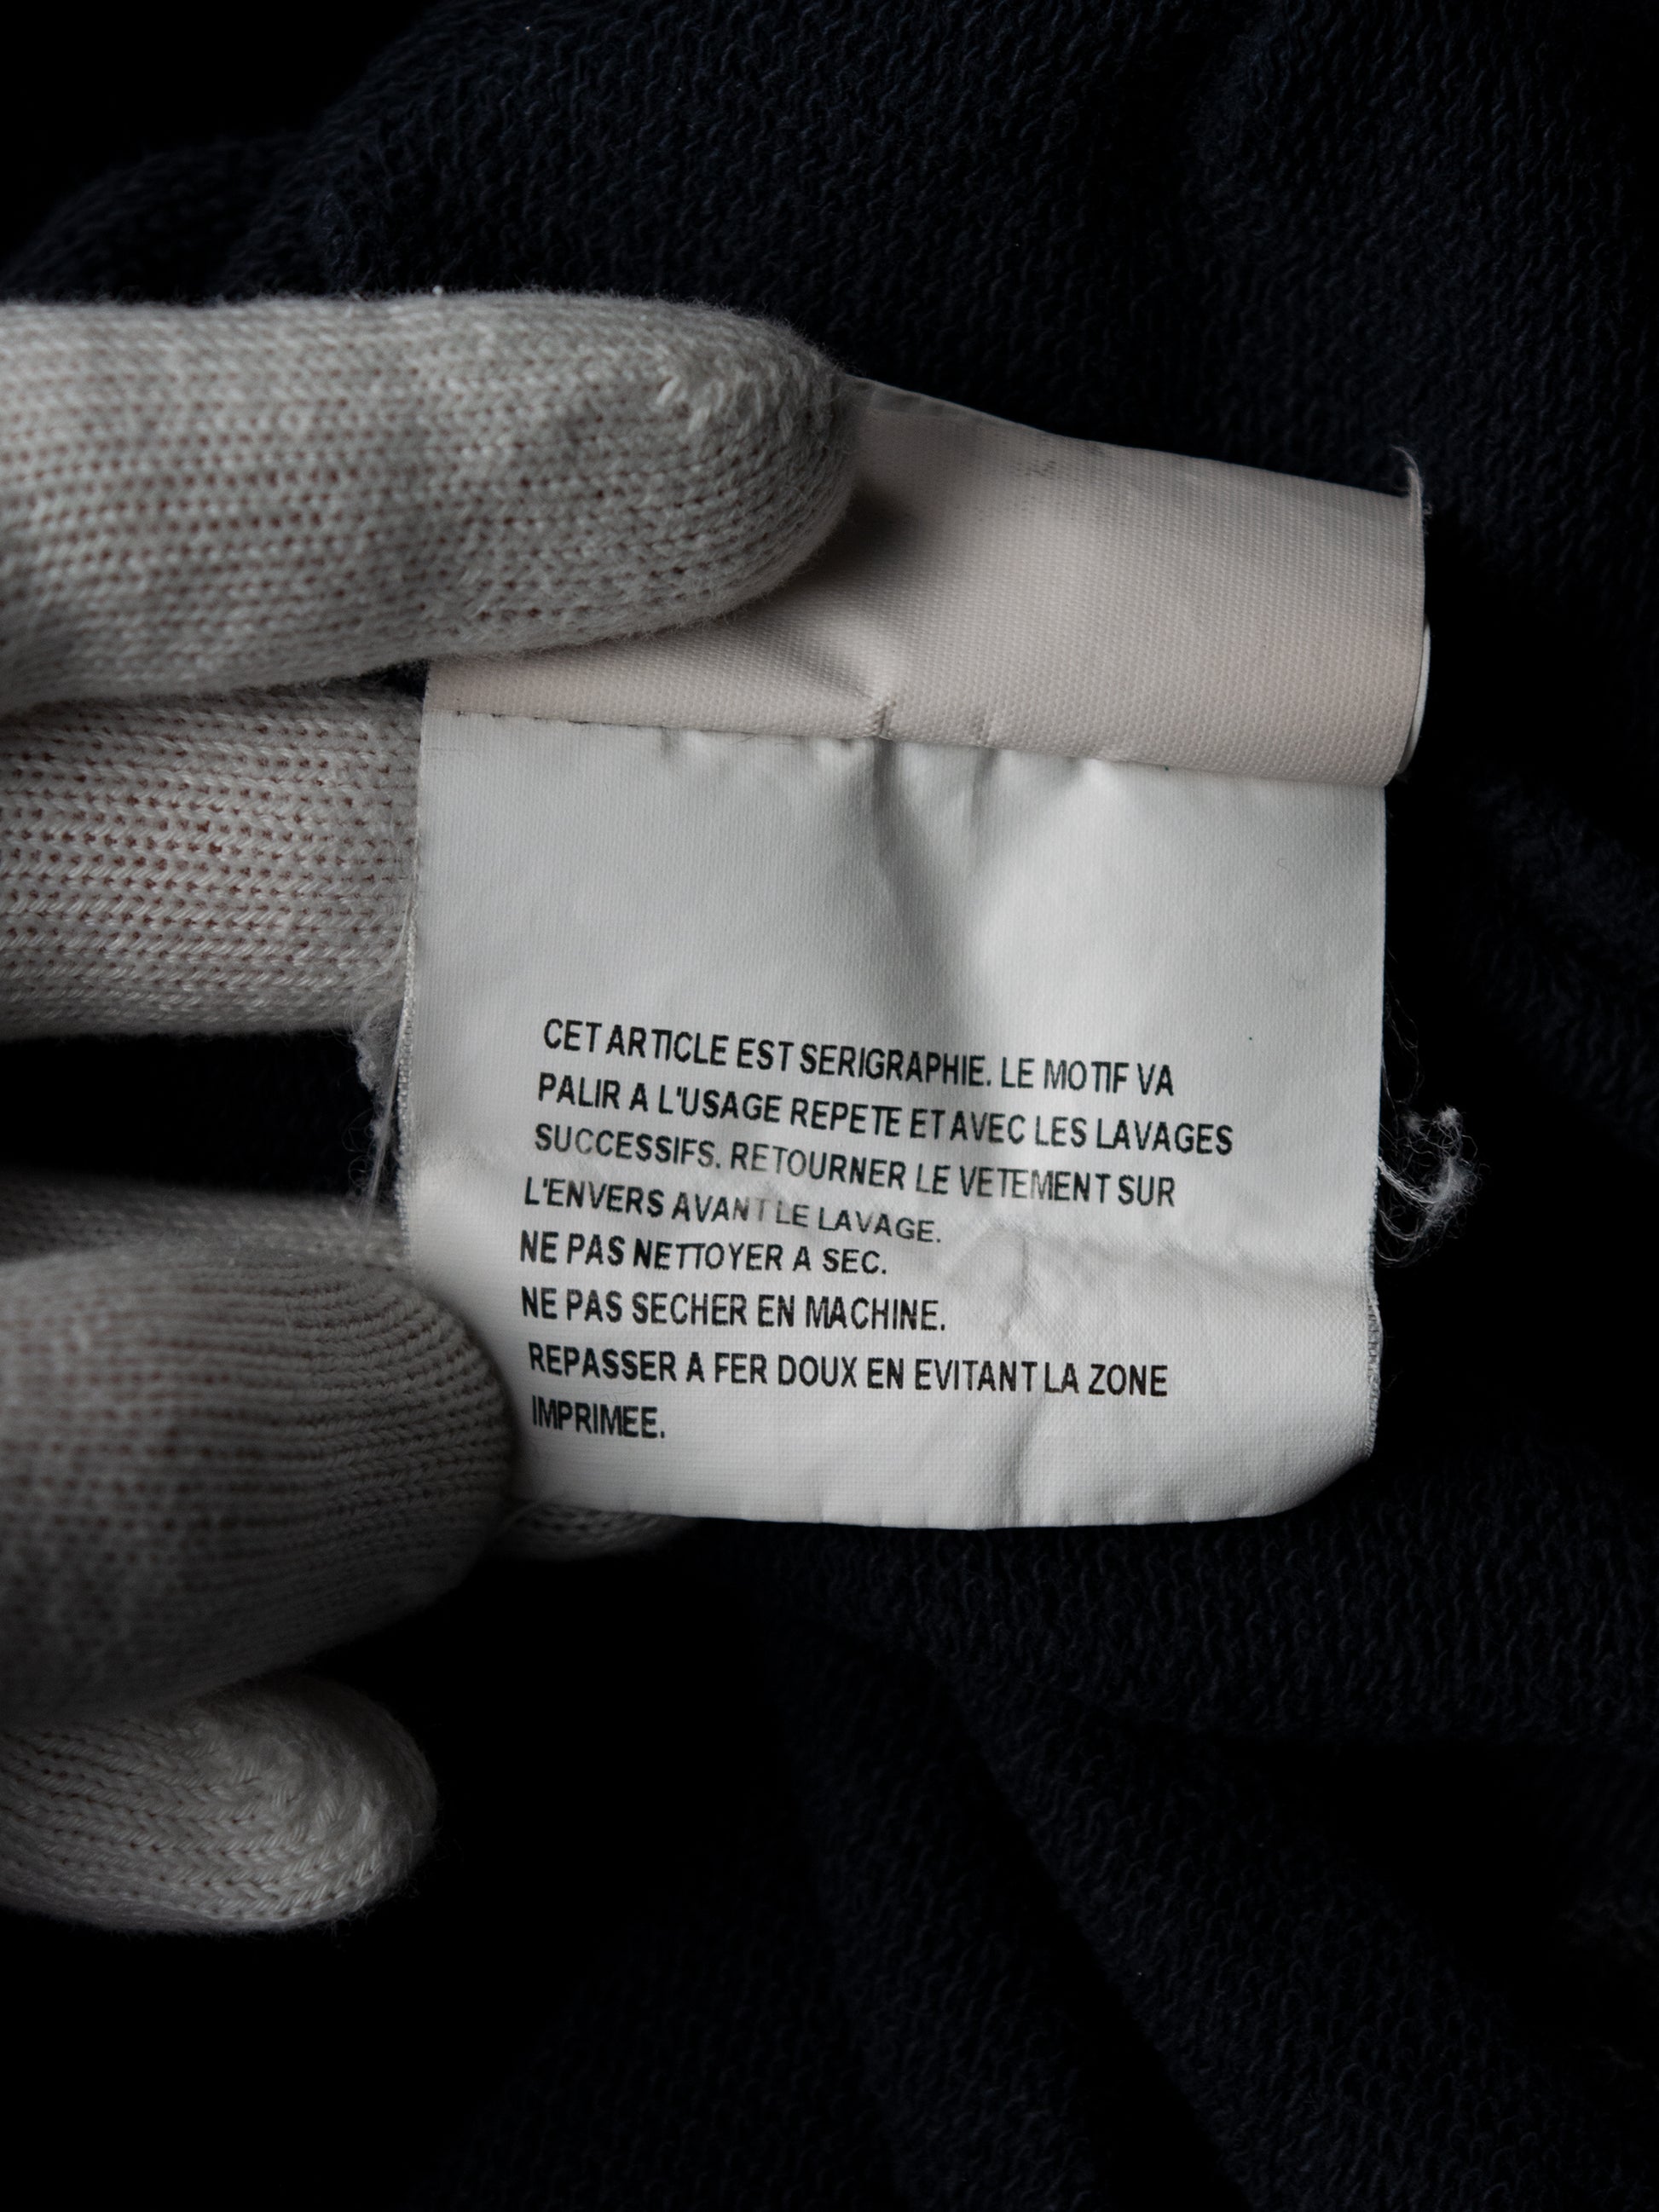 CET ARTICLE EST SERIGRAPHIE. LE MOTIF VA
PALIR A L'USAGE REPETE ET AVEC LES LAVAGES
SUCCESSIFS. RETOURNER LE VETEMENT SUR
L'ENVERS AVANT LE LAVAGE.
NE PAS NETTOYER A SEC.
NE PAS SECHER EN MACHINE.
REPASSER A FER DOUX EN EVITANT LA ZONE
IMPRIMEE.